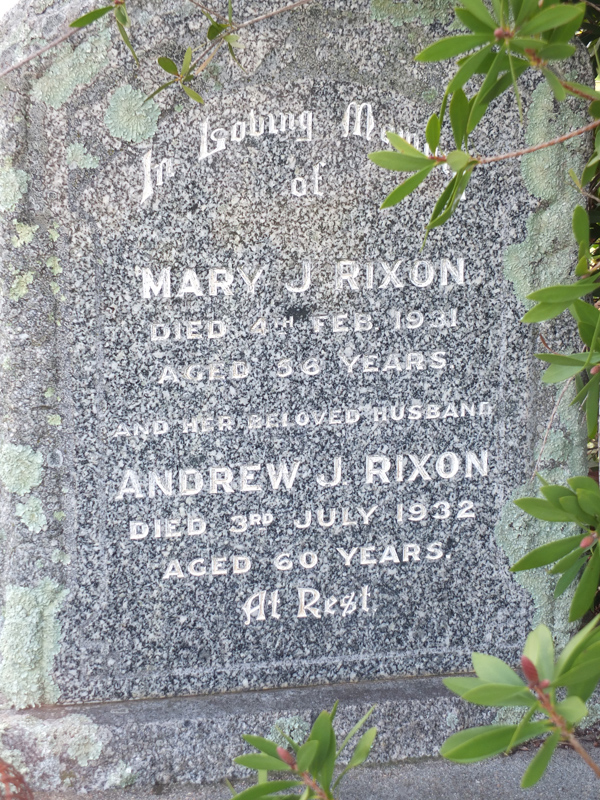 In Loving
of
MARY J RIXON
DIED 4TH FEB. 1931
AGED 56 YEARS.
AND HER BELOVED HUSBAND
ANDREW J. RIXON
DIED 3RD JULY 1932
AGED 60 YEARS.
At Rest